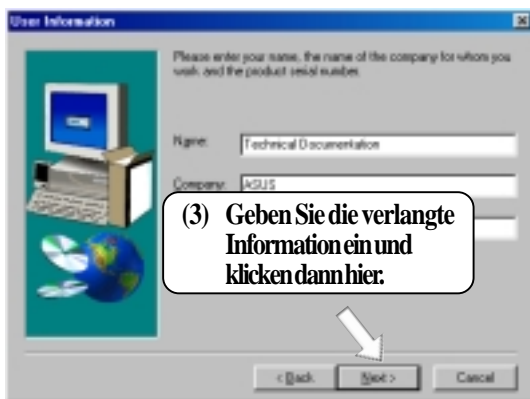 User Information
Please enter your name, the name of the company for whom you
work and the product serial number.
Name: Technical Documentation
Company: ASUS
(3) Geben Sie die verlangte
Information ein und
klicken dann hier.
< Back Next > Cancel